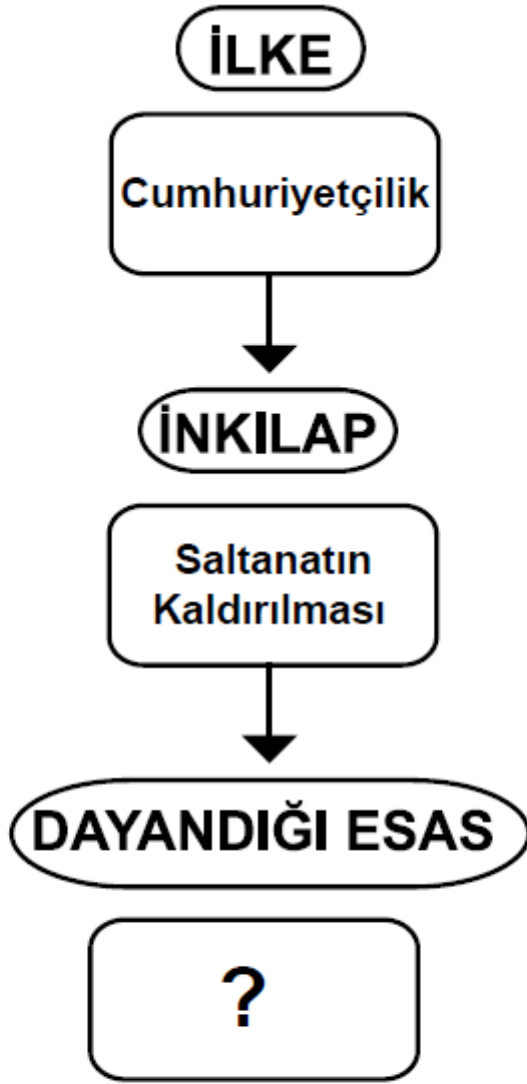 İLKE
Cumhuriyetçilik
İNKILAP
Saltanatın
Kaldırılması
DAYANDIĞI ESAS
?